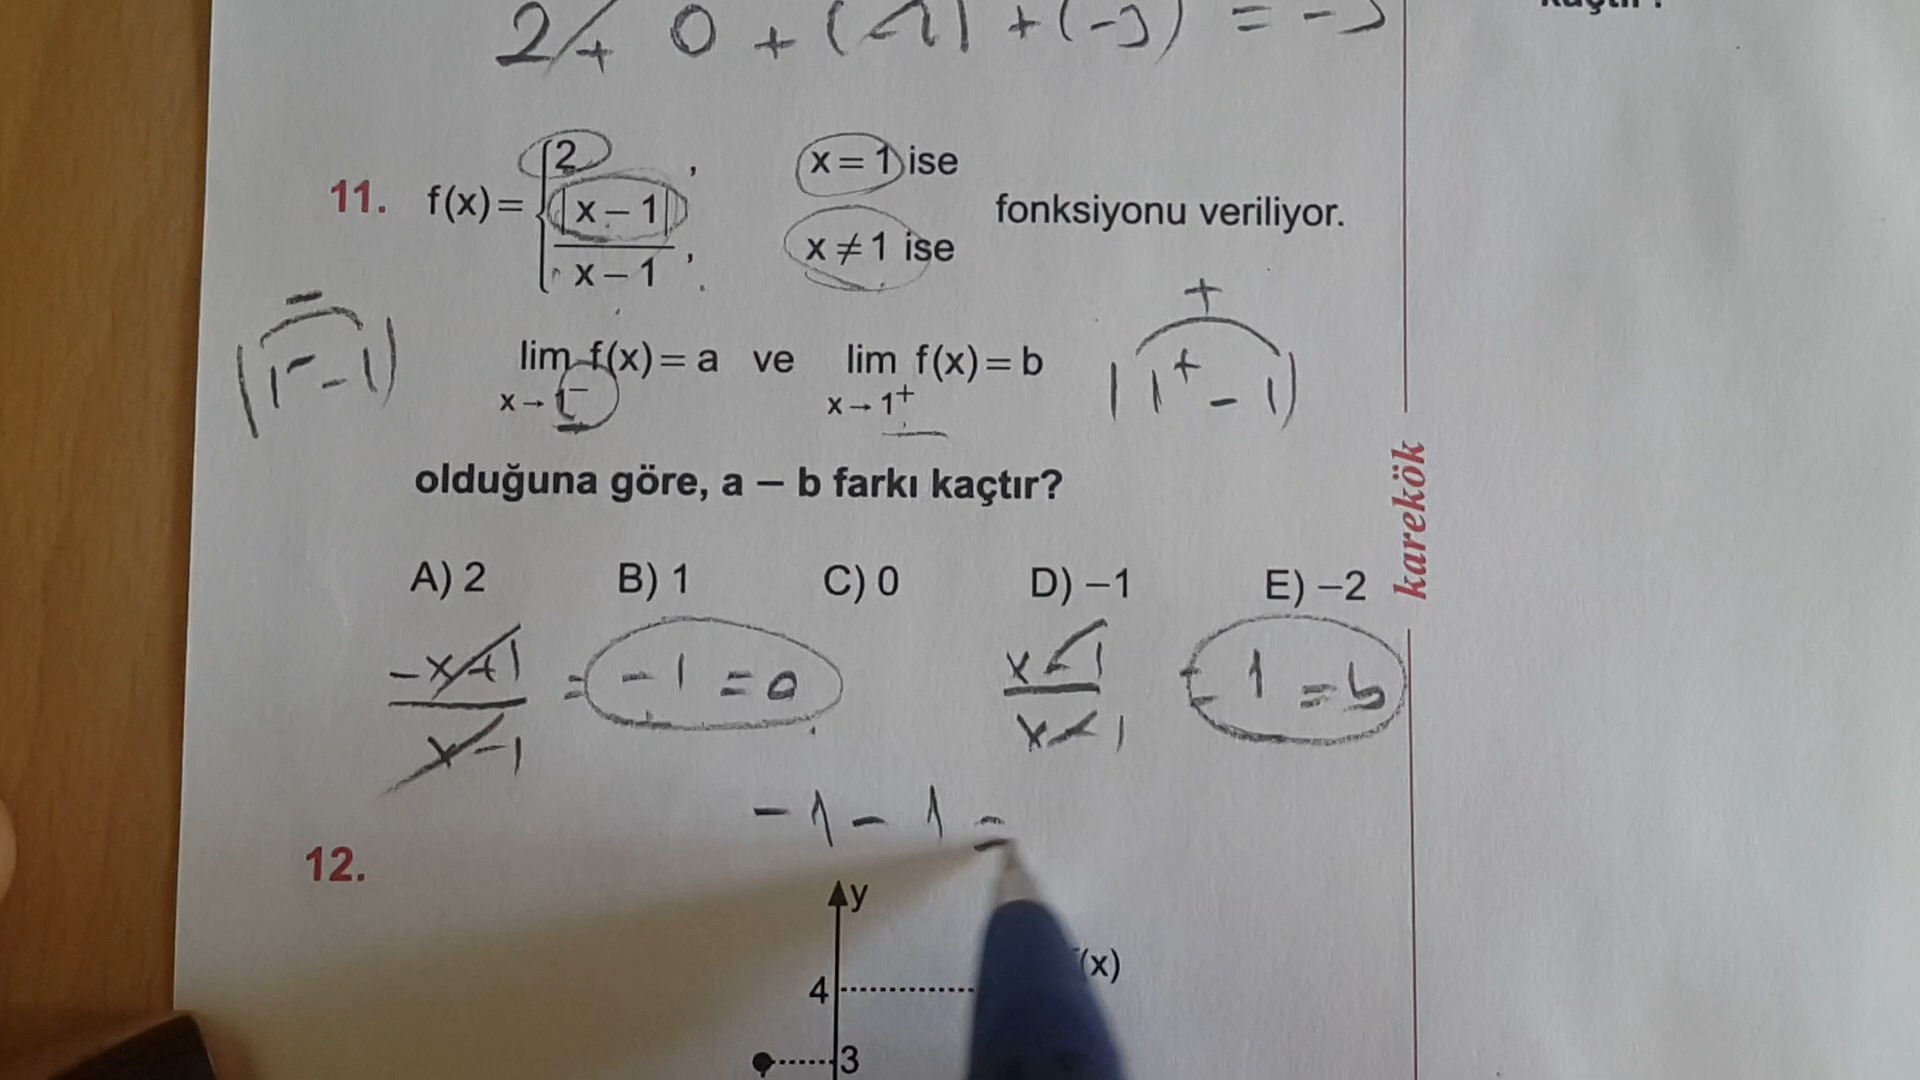 2 + 0 + (-1) + (-3) = -3
11. f(x) = { 2 , x = 1 ise
|x – 1| / x – 1 , x ≠ 1 ise
fonksiyonu veriliyor.
–
|1⁻ – 1|
lim f(x) = a ve lim f(x) = b
x → 1⁻ x → 1⁺
+
|1⁺ – 1|
olduğuna göre, a – b farkı kaçtır?
A) 2 B) 1 C) 0 D) –1 E) –2
-x+1 / x-1 = -1 = a
x-1 / x-1 = 1 = b
-1 - 1 =
12.
y
(x)
4
3
karekök